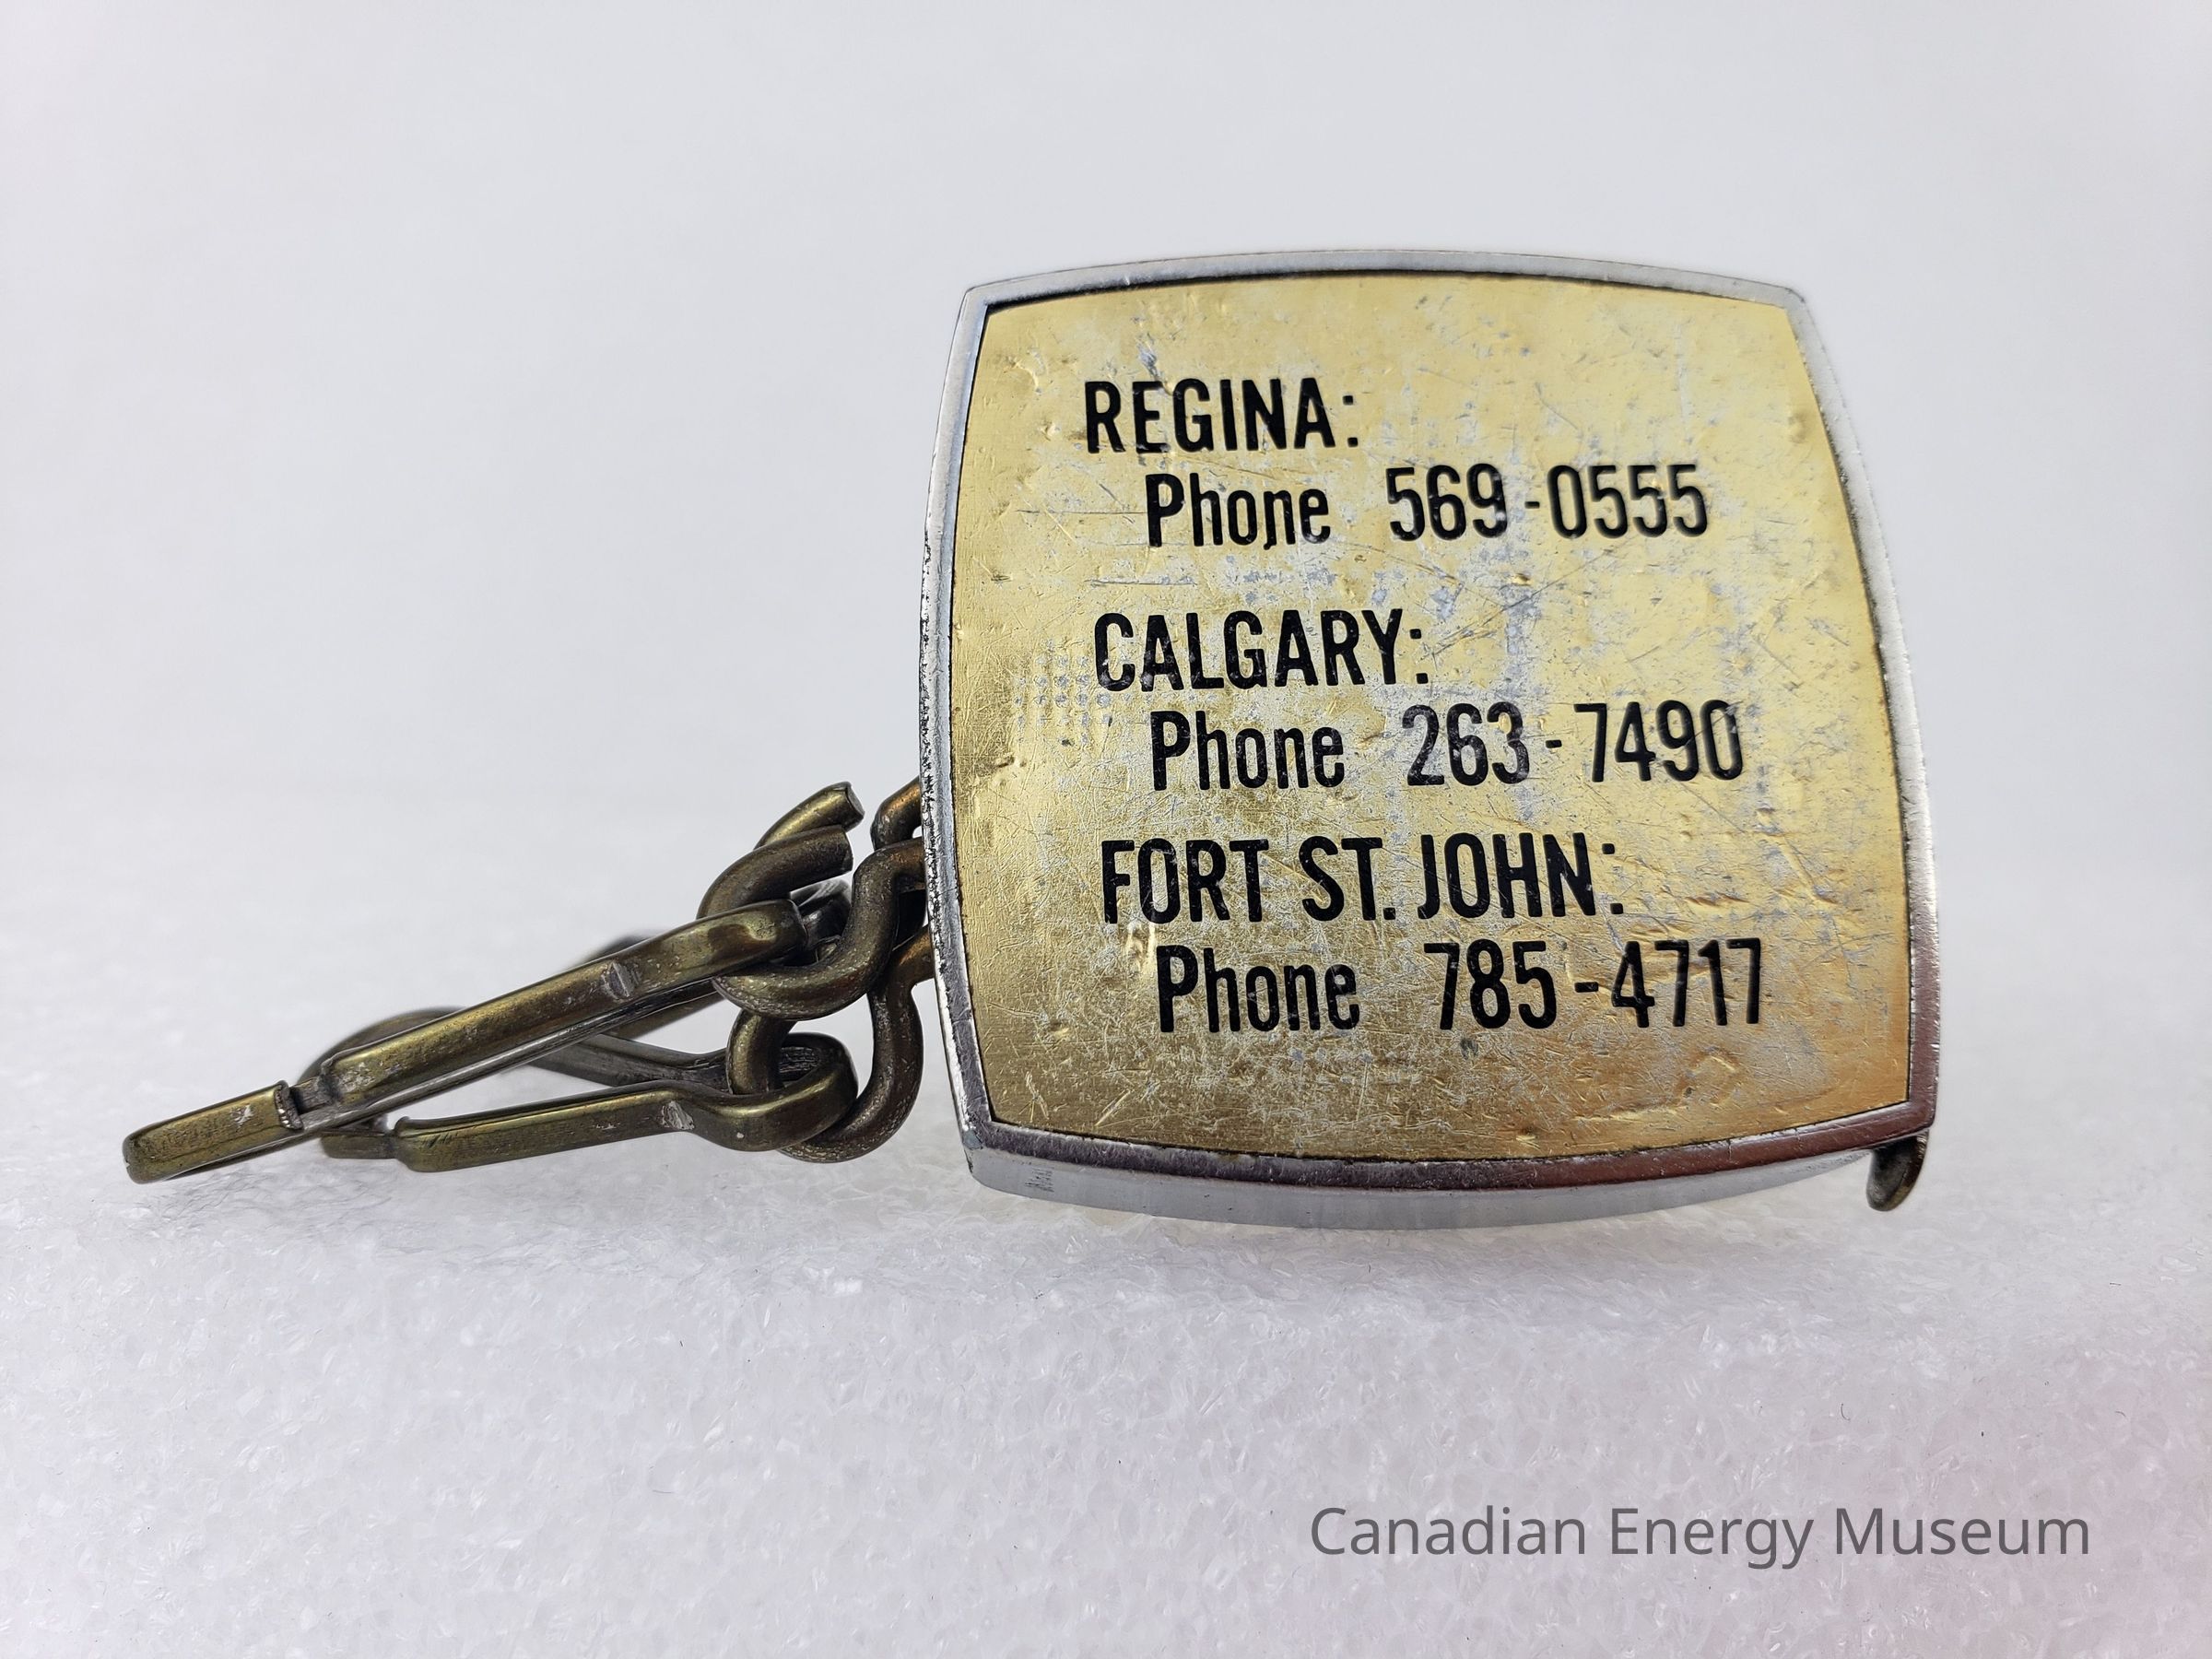 REGINA:
Phone 569-0555
CALGARY:
Phone 263-7490
FORT ST. JOHN:
Phone 785-4717
Canadian Energy Museum